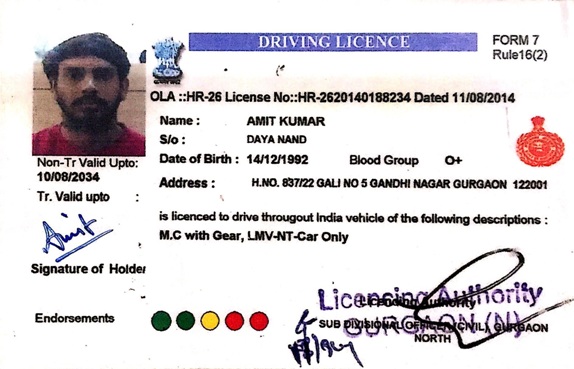 DRIVING LICENCE
FORM 7
Rule16(2)
OLA ::HR-26 License No::HR-2620140188234 Dated 11/08/2014
Name : AMIT KUMAR
S/o : DAYA NAND
Date of Birth : 14/12/1992 Blood Group O+
Address : H.NO. 837/22 GALI NO 5 GANDHI NAGAR GURGAON 122001
Non-Tr Valid Upto:
10/08/2034
Tr. Valid upto :
is licenced to drive througout India vehicle of the following descriptions :
M.C with Gear, LMV-NT-Car Only
Amit
Signature of Holder
Endorsements
Licensing Authority
Licensing Authority
GURGAON (N)
SUB DIVISIONAL OFFICER (CIVIL), GURGAON
NORTH